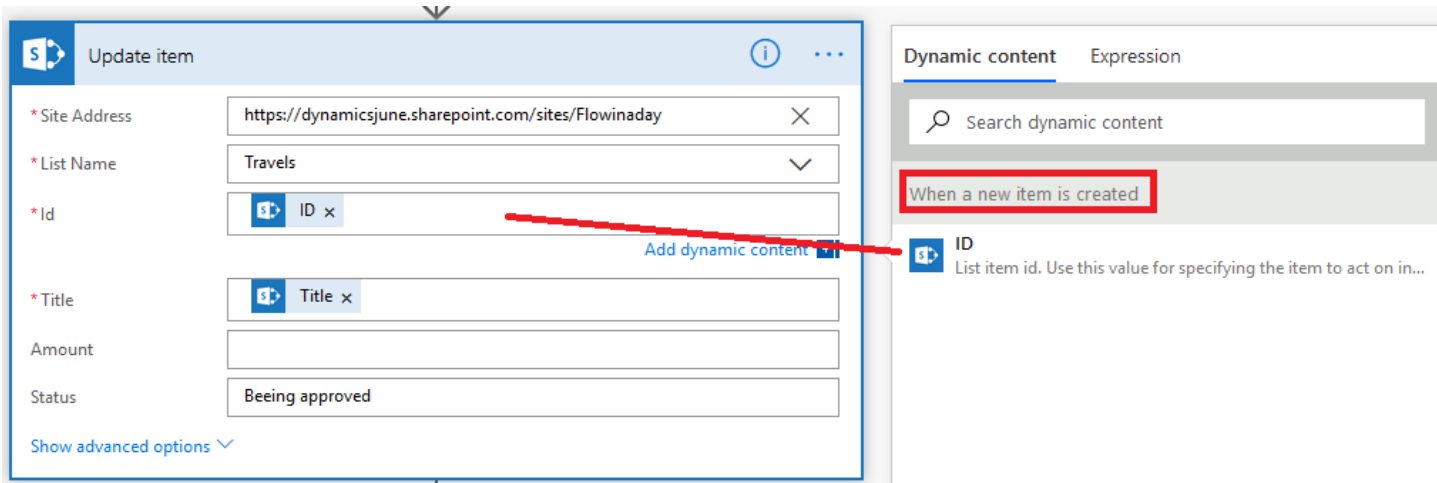 Update item
* Site Address
https://dynamicsjune.sharepoint.com/sites/Flowinaday
* List Name
Travels
* Id
ID
Add dynamic content
* Title
Title
Amount
Status
Beeing approved
Show advanced options
Dynamic content
Expression
Search dynamic content
When a new item is created
ID
List item id. Use this value for specifying the item to act on in...